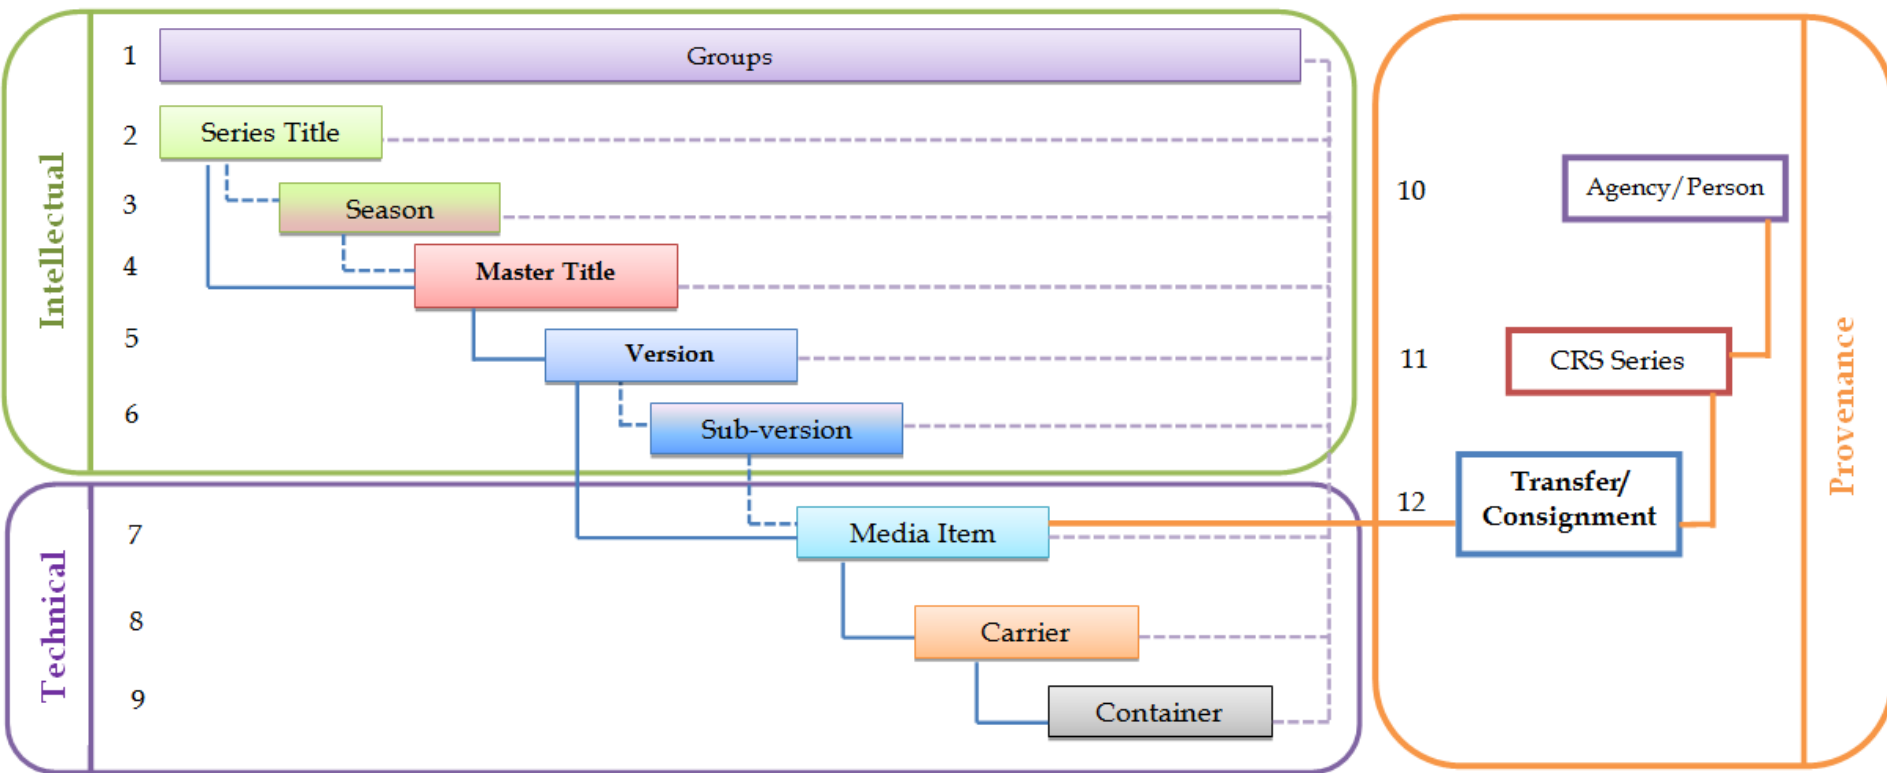 Intellectual
1
Groups
2
Series Title
3
Season
4
Master Title
5
Version
6
Sub-version
Technical
7
Media Item
8
Carrier
9
Container
Provenance
10
Agency/Person
11
CRS Series
12
Transfer/
Consignment